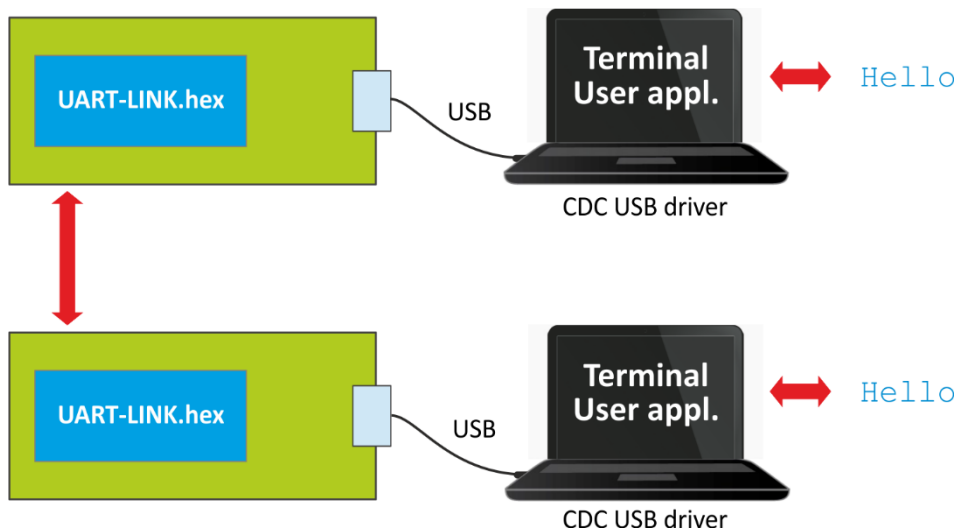 UART-LINK.hex
USB
Terminal
User appl.
Hello
CDC USB driver
UART-LINK.hex
USB
Terminal
User appl.
Hello
CDC USB driver